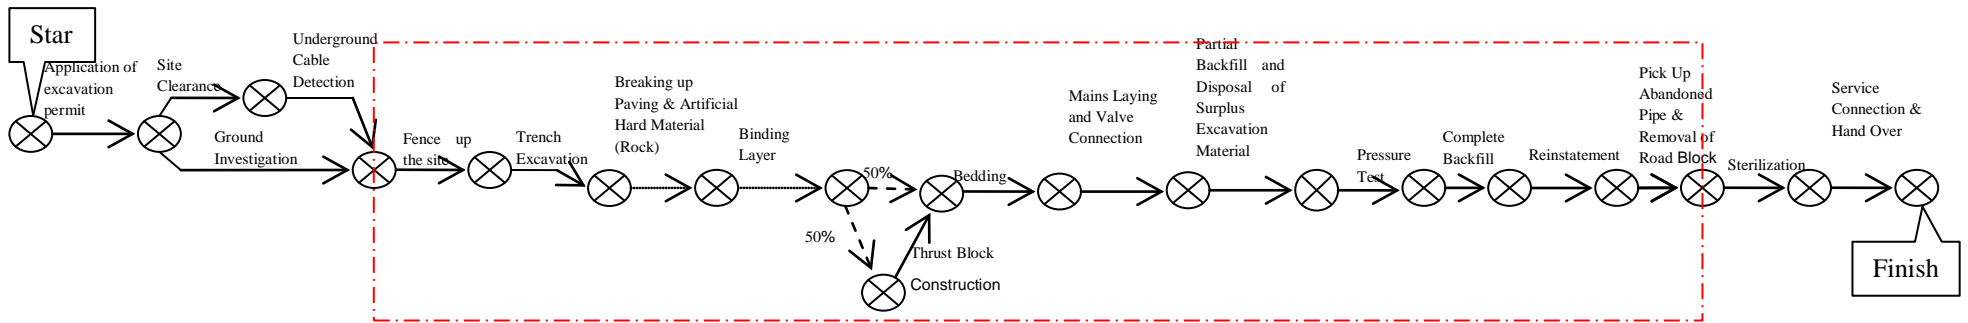 Star
Application of
excavation
permit
Site
Clearance
Underground
Cable
Detection
Ground
Investigation
Fence up
the site
Trench
Excavation
Breaking up
Paving & Artificial
Hard Material
(Rock)
Binding
Layer
50%
50%
Thrust Block
Construction
Bedding
Mains Laying
and Valve
Connection
Partial
Backfill and
Disposal of
Surplus
Excavation
Material
Pressure
Test
Complete
Backfill
Reinstatement
Pick Up
Abandoned
Pipe &
Removal of
Road Block
Sterilization
Service
Connection &
Hand Over
Finish